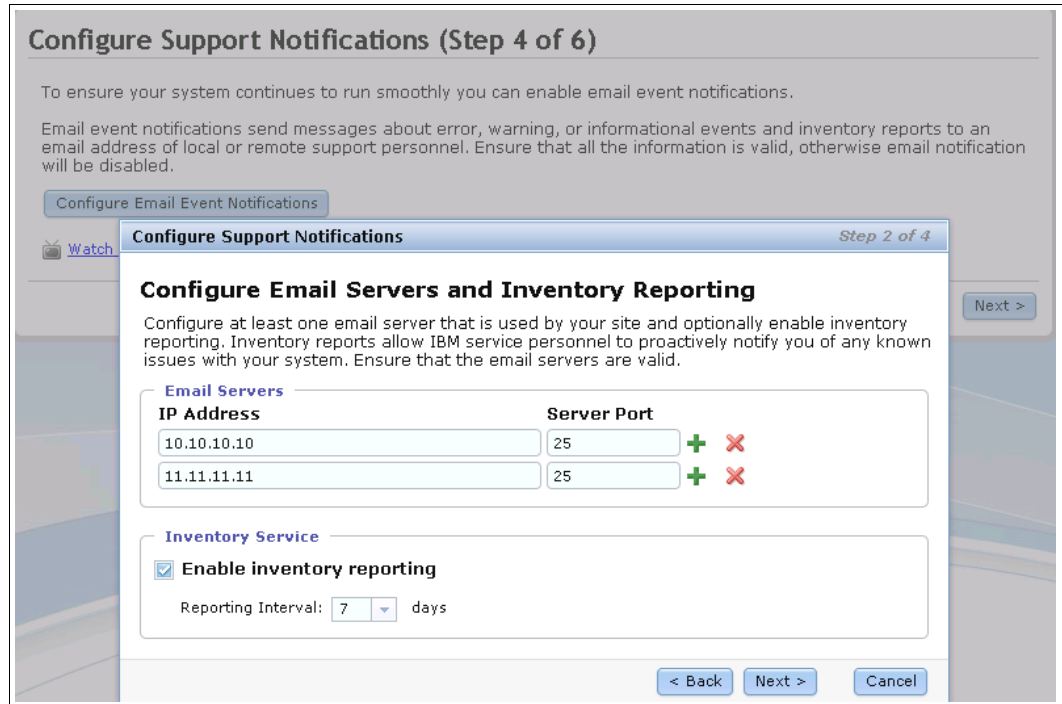 Configure Support Notifications (Step 4 of 6)
To ensure your system continues to run smoothly you can enable email event notifications.
Email event notifications send messages about error, warning, or informational events and inventory reports to an
email address of local or remote support personnel. Ensure that all the information is valid, otherwise email notification
will be disabled.
Configure Email Event Notifications
Watch
Next >
Configure Support Notifications Step 2 of 4
Configure Email Servers and Inventory Reporting
Configure at least one email server that is used by your site and optionally enable inventory
reporting. Inventory reports allow IBM service personnel to proactively notify you of any known
issues with your system. Ensure that the email servers are valid.
Email Servers
IP Address Server Port
10.10.10.10 25
11.11.11.11 25
Inventory Service
Enable inventory reporting
Reporting Interval: 7 days
< Back Next > Cancel